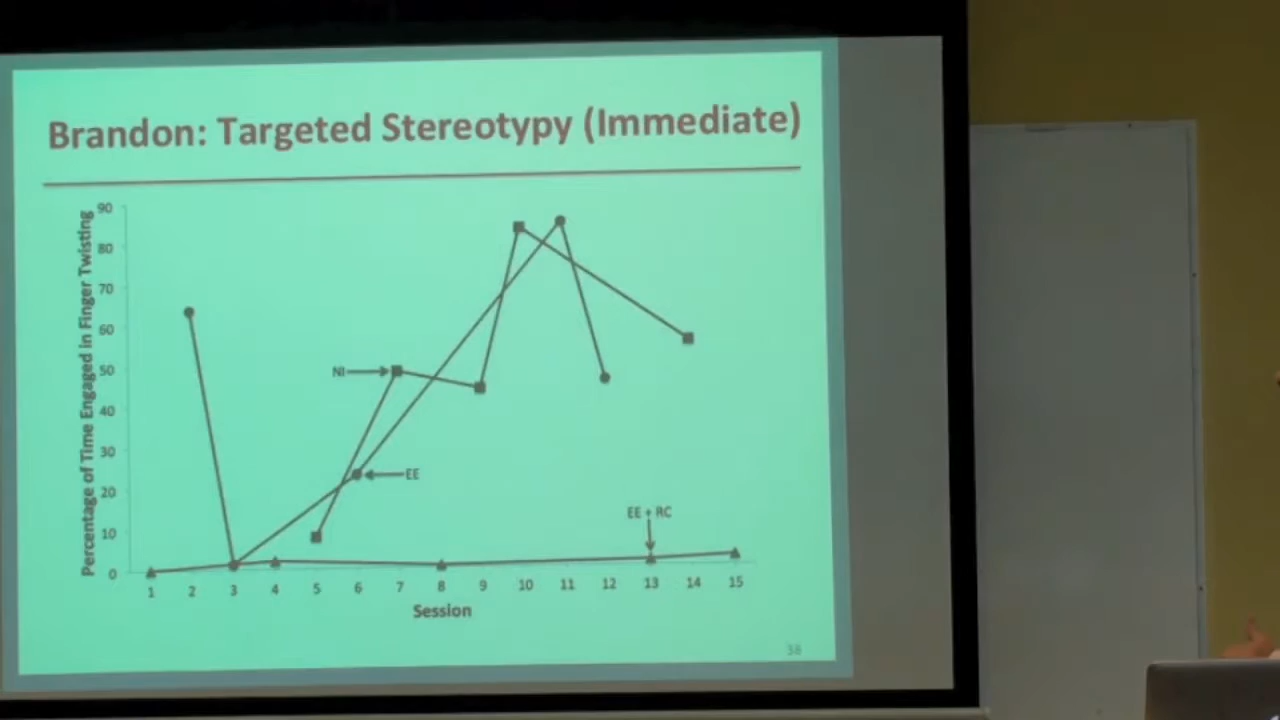 Brandon: Targeted Stereotypy (Immediate)
Percentage of Time Engaged in Finger Twisting
90
80
70
60
50
40
30
20
10
0
NI
EE
EE + RC
1 2 3 4 5 6 7 8 9 10 11 12 13 14 15
Session
38